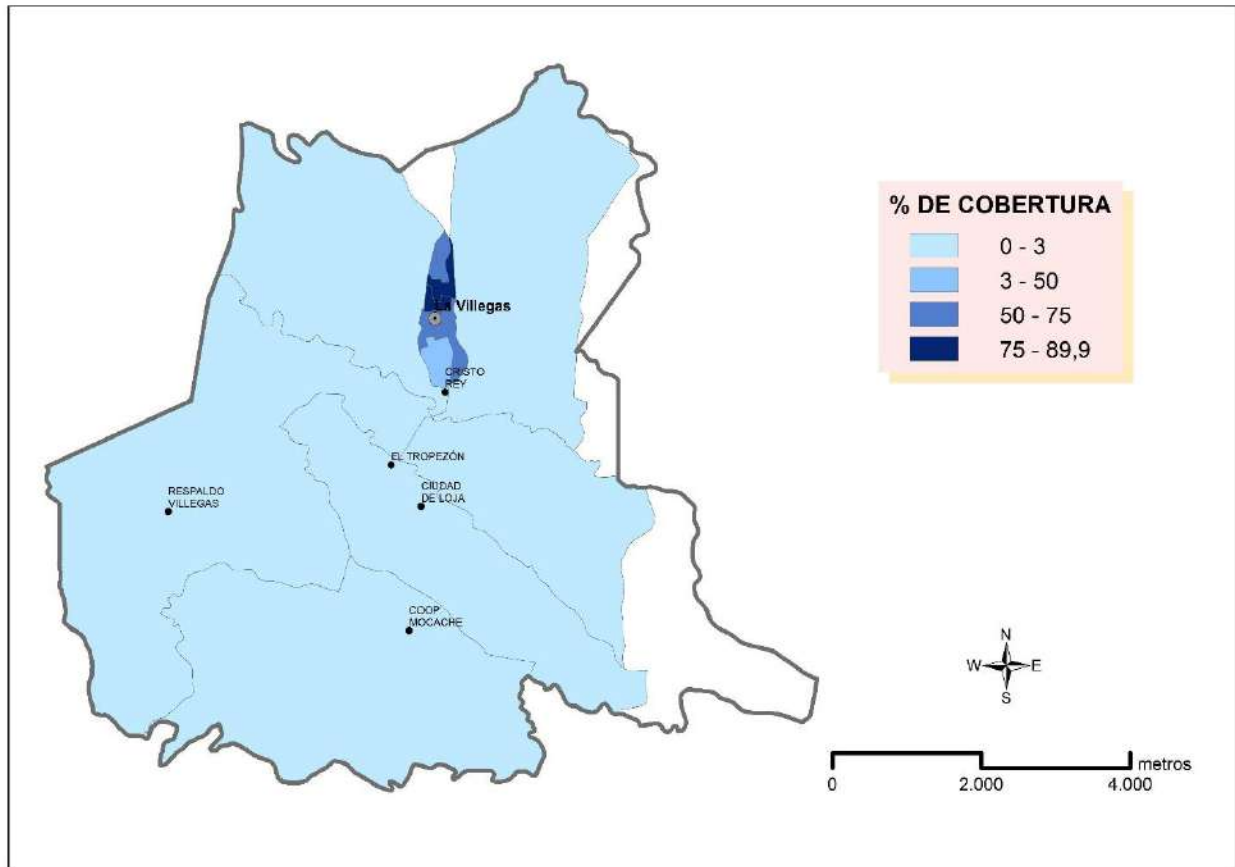 % DE COBERTURA
0 - 3
3 - 50
50 - 75
75 - 89,9
La Villegas
CRISTO
REY
EL TROPEZÓN
CIUDAD
DE LOJA
RESPALDO
VILLEGAS
COOP
MOCACHE
N
W E
S
metros
0 2.000 4.000